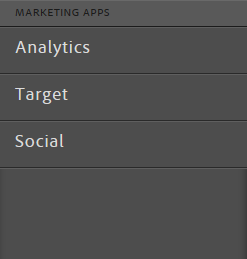 MARKETING APPS
Analytics
Target
Social